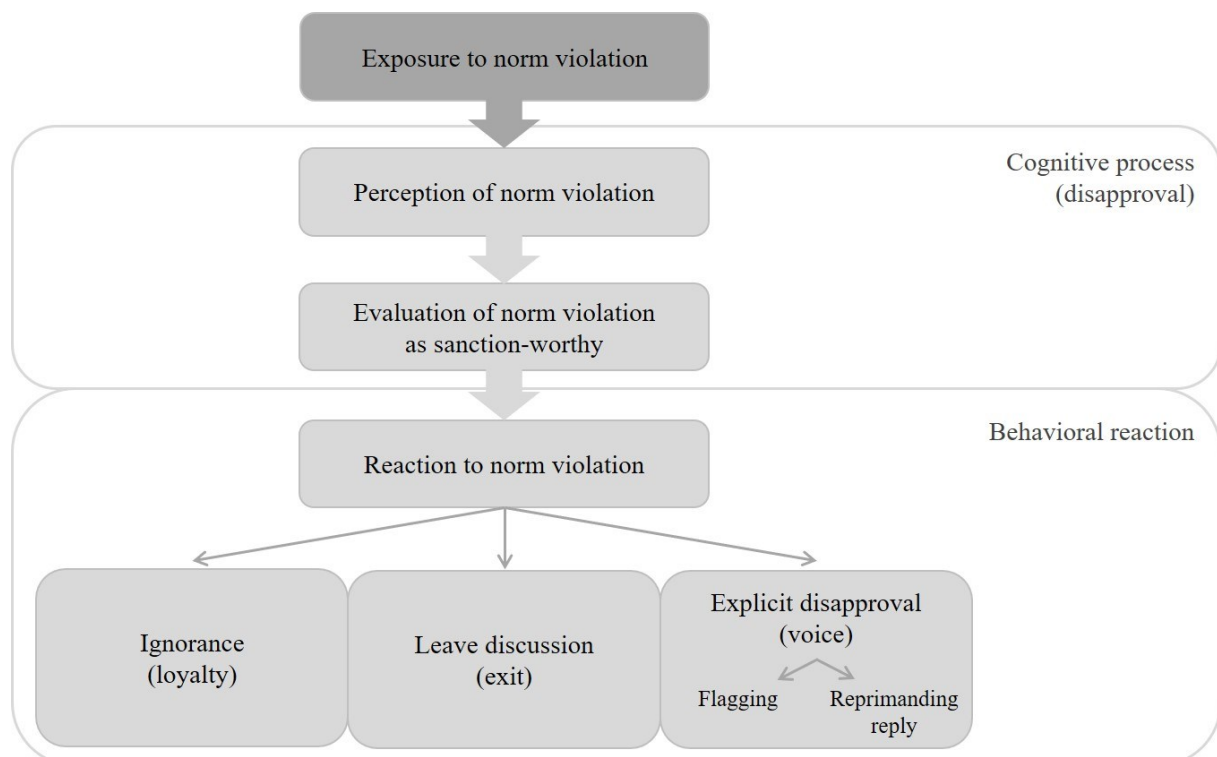 Exposure to norm violation
Cognitive process
(disapproval)
Perception of norm violation
Evaluation of norm violation
as sanction-worthy
Behavioral reaction
Reaction to norm violation
Ignorance
(loyalty)
Leave discussion
(exit)
Explicit disapproval
(voice)
Flagging
Reprimanding
reply